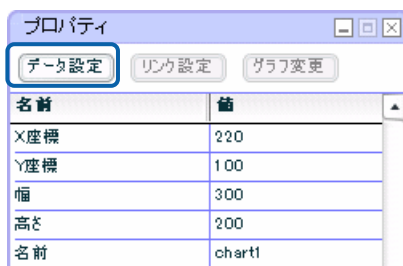 プロパティ
データ設定 リンク設定 グラフ変更
名前 値
X座標 220
Y座標 100
幅 300
高さ 200
名前 chart1